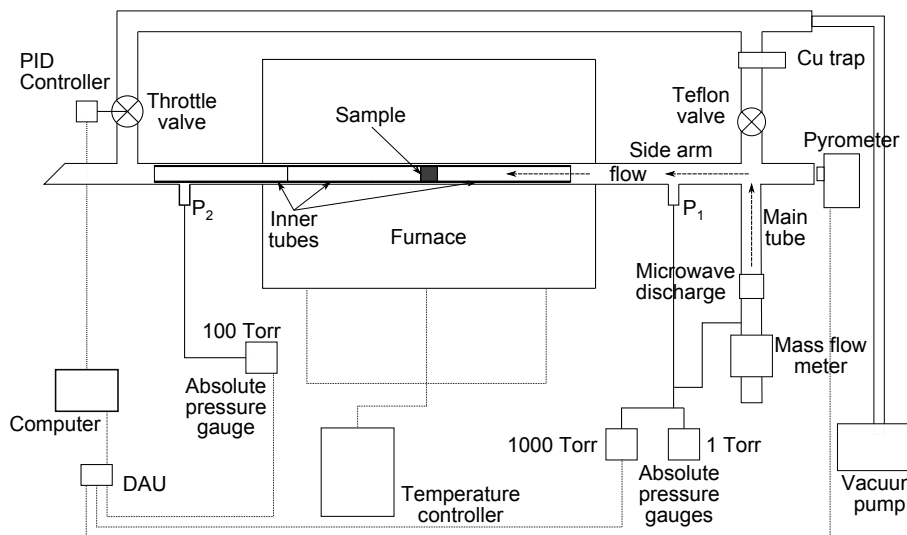 PID
Controller
Throttle
valve
Sample
Cu trap
Teflon
valve
Pyrometer
Side arm
flow
P2
Inner
tubes
Furnace
P1
Main
tube
Microwave
discharge
Mass flow
meter
100 Torr
Absolute
pressure
gauge
Computer
DAU
Temperature
controller
1000 Torr
1 Torr
Absolute
pressure
gauges
Vacuum
pump